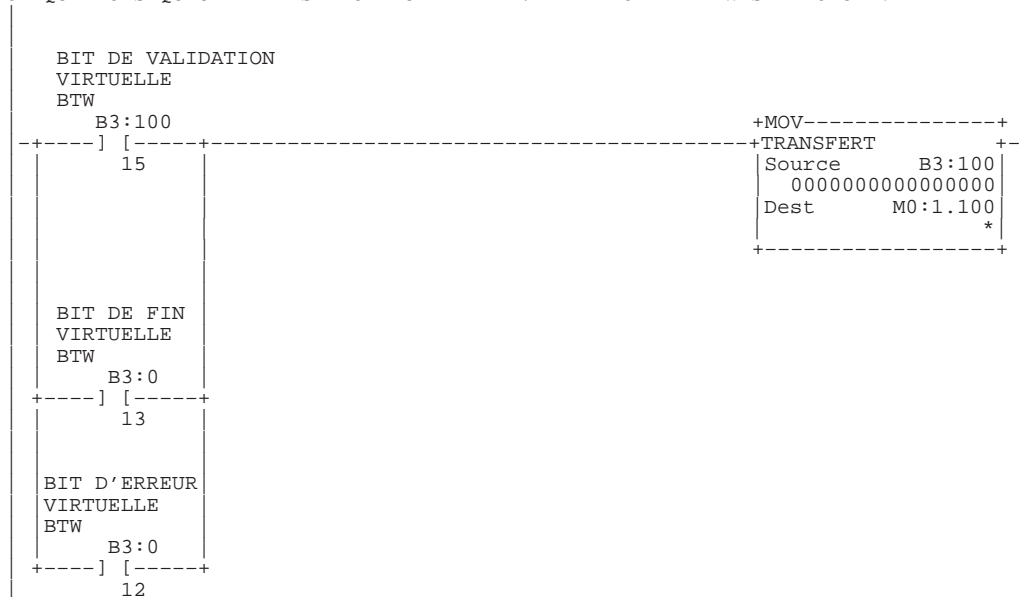 BIT DE VALIDATION
VIRTUELLE
BTW
B3:100
] [
15
+MOV---------------+
TRANSFERT
Source B3:100
0000000000000000
Dest M0:1.100
*
BIT DE FIN
VIRTUELLE
BTW
B3:0
] [
13
BIT D'ERREUR
VIRTUELLE
BTW
B3:0
] [
12